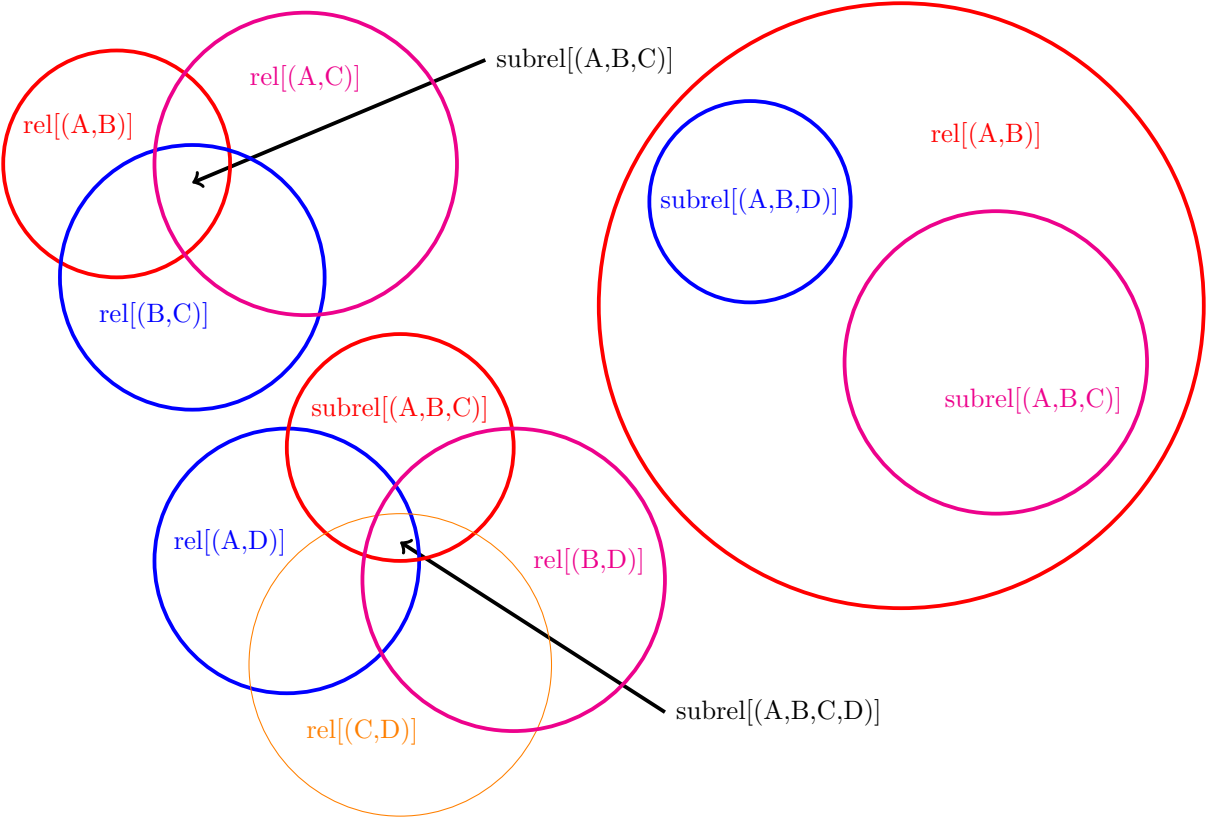 subrel[(A,B,C)]
rel[(A,C)]
rel[(A,B)]
rel[(B,C)]
rel[(A,B)]
subrel[(A,B,D)]
subrel[(A,B,C)]
subrel[(A,B,C)]
rel[(A,D)]
rel[(B,D)]
rel[(C,D)]
subrel[(A,B,C,D)]